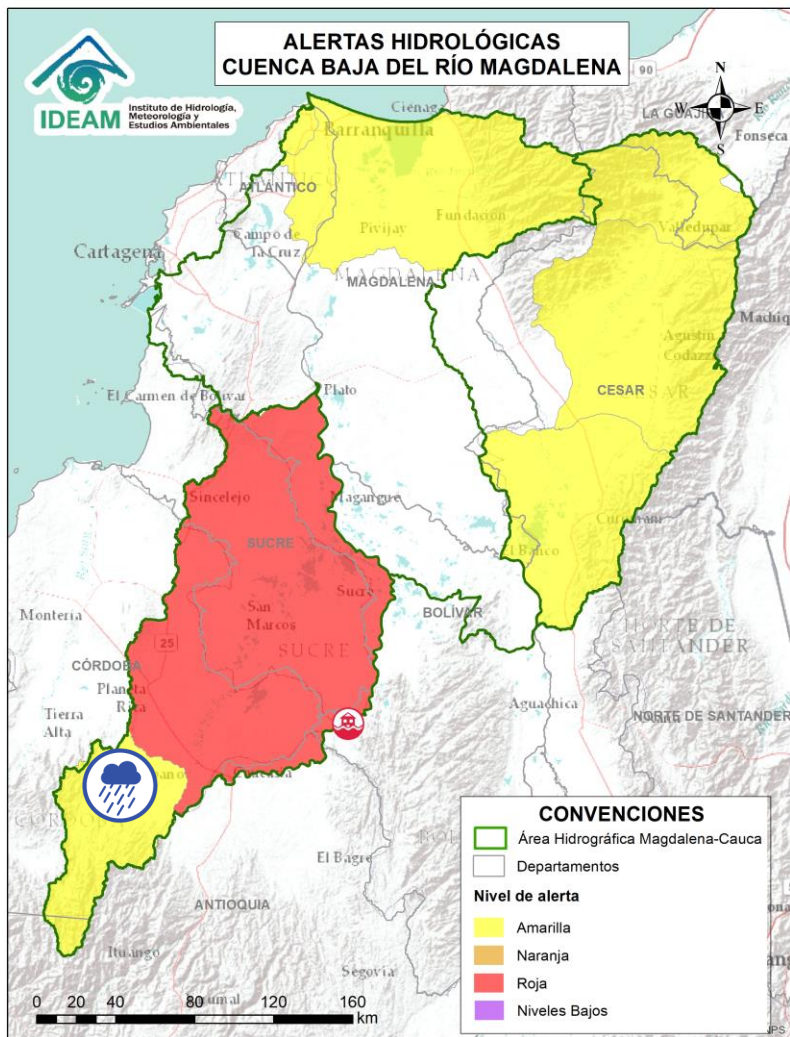 ALERTAS HIDROLÓGICAS
CUENCA BAJA DEL RÍO MAGDALENA
IDEAM
Instituto de Hidrología,
Meteorología y
Estudios Ambientales
90
N
W
E
S
LA GUAJIRA
Fonseca
Ciénaga
Barranquilla
ATLÁNTICO
Campo de
la Cruz
Pivijay
Fundación
Valledupar
Cartagena
MAGDALENA
MAGDALENA
Agustín
Codazzi
CESAR
El Carmen de Bolívar
Plato
Sincelejo
Magangue
SUCRE
Curumaní
El Banco
Sucre
San
Marcos
SUCRE
BOLÍVAR
Montería
25
CÓRDOBA
Planeta
Rica
Tierra
Alta
NORTE DE
SANTANDER
NORTE DE SANTANDER
Aguachica
El Bagre
ANTIOQUIA
Ituango
Segovia
CONVENCIONES
Área Hidrográfica Magdalena-Cauca
Departamentos
Nivel de alerta
Amarilla
Naranja
Roja
Niveles Bajos
0 20 40 80 120 160
km